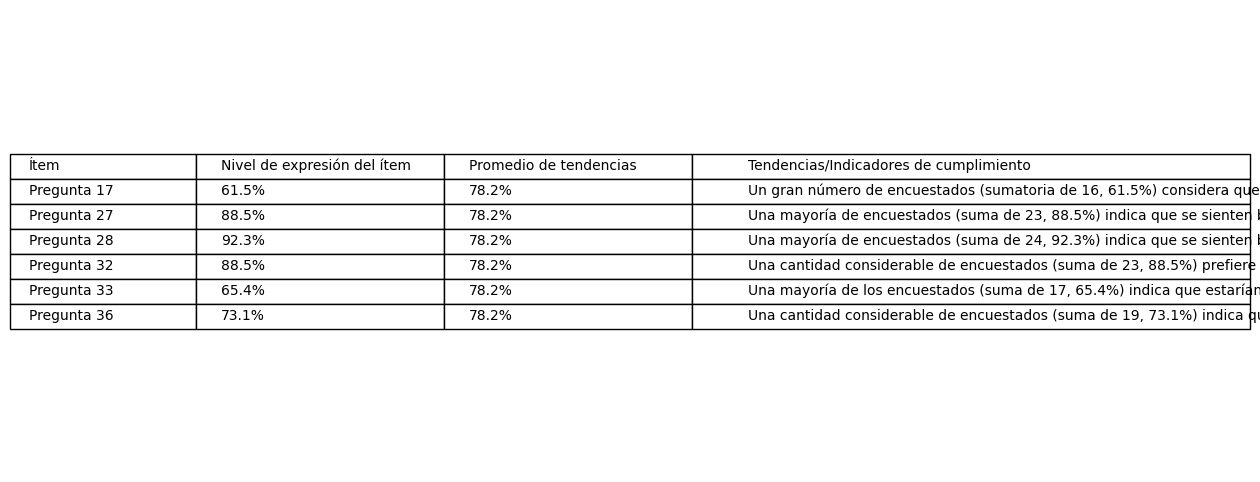 Ítem Nivel de expresión del ítem Promedio de tendencias Tendencias/Indicadores de cumplimiento
Pregunta 17 61.5% 78.2% Un gran número de encuestados (sumatoria de 16, 61.5%) considera que
Pregunta 27 88.5% 78.2% Una mayoría de encuestados (suma de 23, 88.5%) indica que se sienten
Pregunta 28 92.3% 78.2% Una mayoría de encuestados (suma de 24, 92.3%) indica que se sienten
Pregunta 32 88.5% 78.2% Una cantidad considerable de encuestados (suma de 23, 88.5%) prefiere
Pregunta 33 65.4% 78.2% Una mayoría de los encuestados (suma de 17, 65.4%) indica que estarían
Pregunta 36 73.1% 78.2% Una cantidad considerable de encuestados (suma de 19, 73.1%) indica